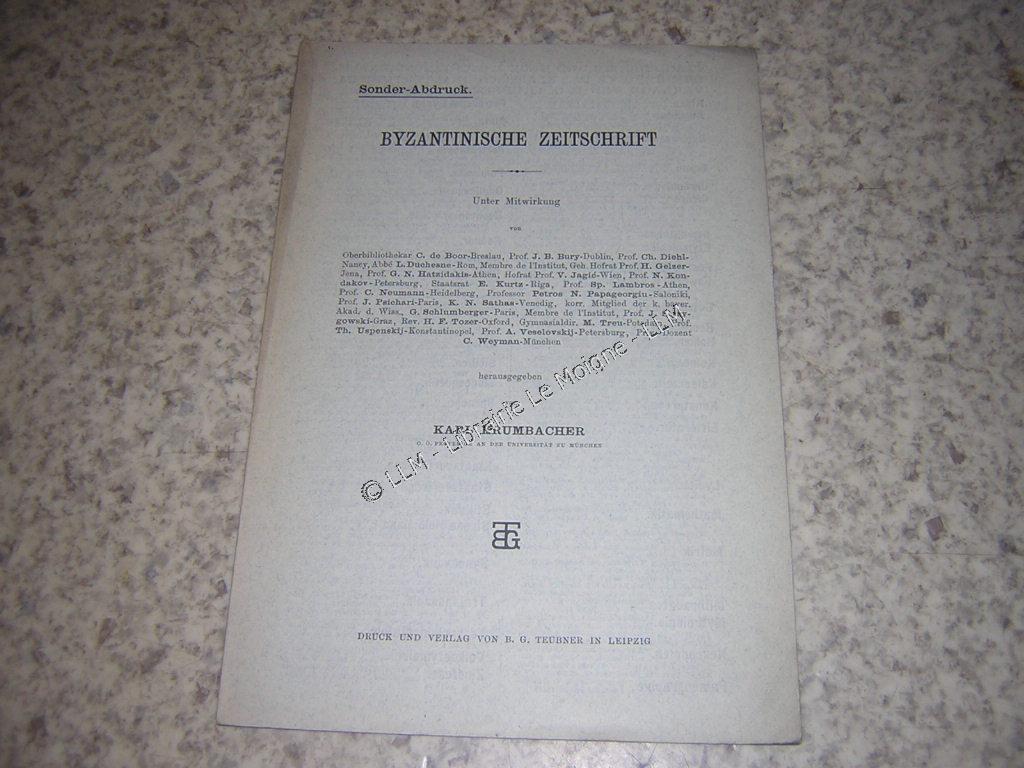 Sonder-Abdruck.
BYZANTINISCHE ZEITSCHRIFT
Unter Mitwirkung
von
Oberbibliothekar C. de Boor-Breslau, Prof. J. B. Bury-Dublin, Prof. Ch. Diehl-
Nancy, Abbé L. Duchesne-Rom, Membre de l'Institut, Geh. Hofrat Prof. H. Gelzer-
Jena, Prof. G. N. Hatzidakis-Athen, Hofrat Prof. V. Jagić-Wien, Prof. N. Kon-
dakov-Petersburg, Staatsrat E. Kurtz-Riga, Prof. Sp. Lambros-Athen,
Prof. C. Neumann-Heidelberg, Professor Petros N. Papageorgiu-Saloniki,
Prof. J. Psichari-Paris, K. N. Sathas-Venedig, korr. Mitglied der k. bayer.
Akad. d. Wiss., G. Schlumberger-Paris, Membre de l'Institut, Prof. J.
gowski-Graz, Rev. H. F. Tozer-Oxford, Gymnasialdir. M. Treu-Potsdam, Prof.
Th. Uspenskij-Konstantinopel, Prof. A. Veselovskij-Petersburg,
C. Weyman-München
herausgegeben
KARL KRUMBACHER
O. Ö. PROFESSOR AN DER UNIVERSITÄT ZU MÜNCHEN
© LLM - Librairie Le Moigne - LLM
BTG
DRUCK UND VERLAG VON B. G. TEUBNER IN LEIPZIG